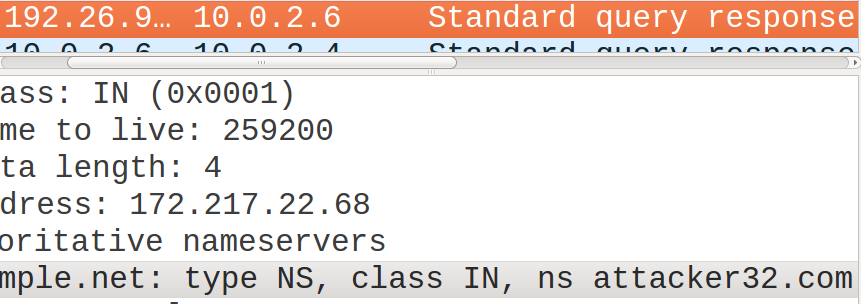 192.26.9… 10.0.2.6 Standard query response
10.0.2.6 10.0.2.4 Standard query response
ass: IN (0x0001)
me to live: 259200
ta length: 4
dress: 172.217.22.68
oritative nameservers
mple.net: type NS, class IN, ns attacker32.com